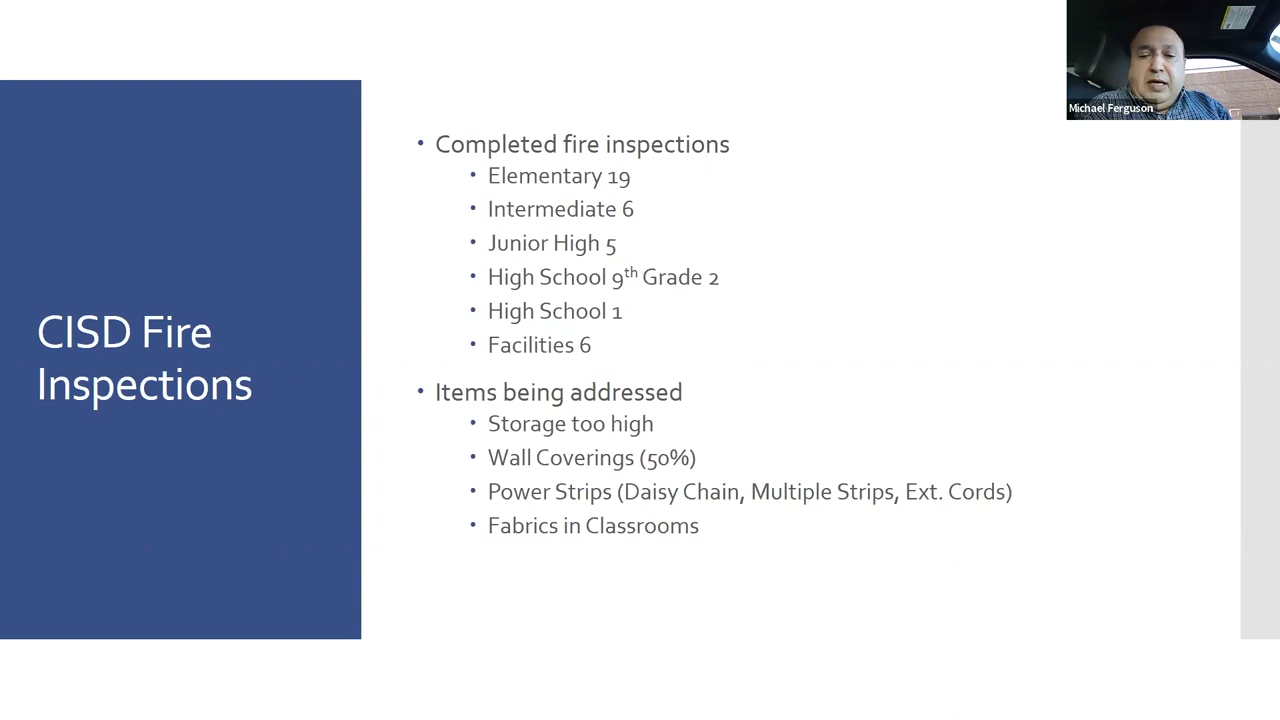 Michael Ferguson
CISD Fire
Inspections
• Completed fire inspections
• Elementary 19
• Intermediate 6
• Junior High 5
• High School 9th Grade 2
• High School 1
• Facilities 6
• Items being addressed
• Storage too high
• Wall Coverings (50%)
• Power Strips (Daisy Chain, Multiple Strips, Ext. Cords)
• Fabrics in Classrooms